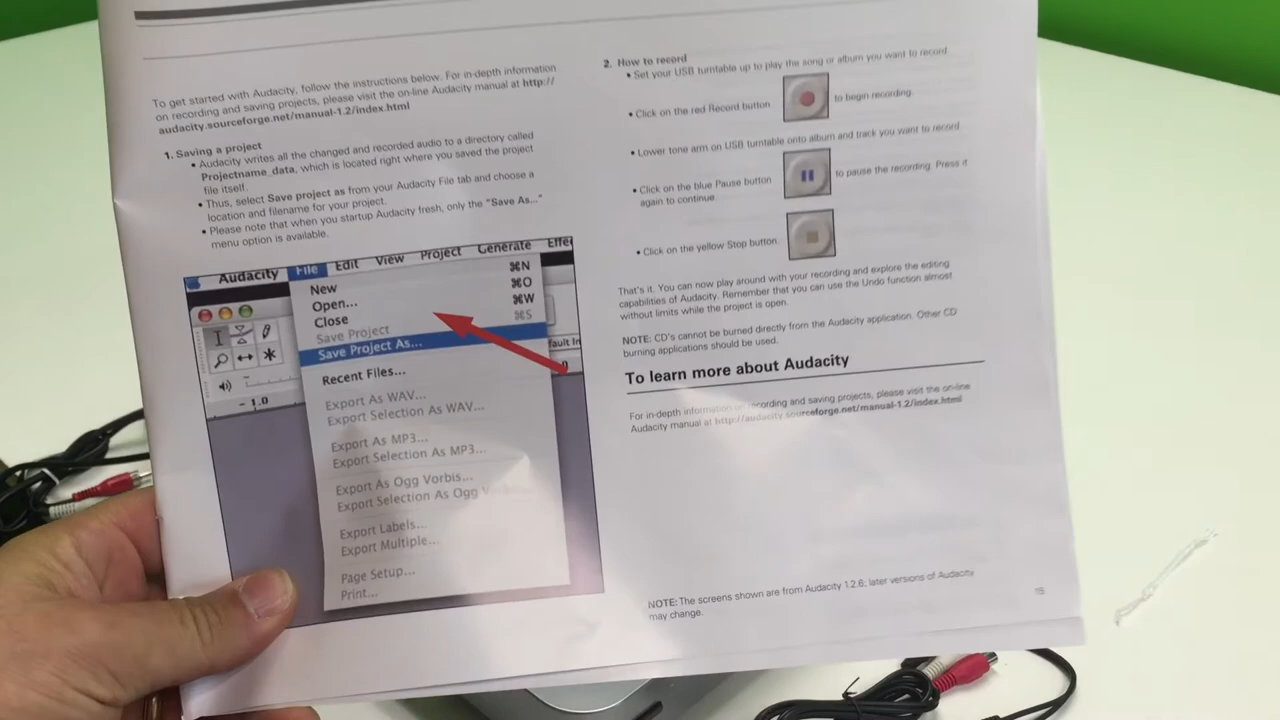 To get started with Audacity, follow the instructions below. For in-depth information
on recording and saving projects, please visit the on-line Audacity manual at http://
audacity.sourceforge.net/manual-1.2/index.html
1. Saving a project
• Audacity writes all the changed and recorded audio to a directory called
Projectname_data, which is located right where you saved the project
file itself.
• Thus, select Save project as from your Audacity File tab and choose a
location and filename for your project.
• Please note that when you startup Audacity fresh, only the "Save As..."
menu option is available.
Audacity File Edit View Project Generate Effe
New ⌘N
Open... ⌘O
Close ⌘W
Save Project ⌘S
Save Project As...
Recent Files...
Export As WAV...
Export Selection As WAV...
Export As MP3...
Export Selection As MP3...
Export As Ogg Vorbis...
Export Selection As Ogg
Export Labels...
Export Multiple...
Page Setup...
Print...
fault In
- 1.0
2. How to record
• Set your USB turntable up to play the song or album you want to record
• Click on the red Record button to begin recording.
• Lower tone arm on USB turntable onto album and track you want to record
• Click on the blue Pause button to pause the recording. Press it
again to continue
• Click on the yellow Stop button.
That's it. You can now play around with your recording and explore the editing
capabilities of Audacity. Remember that you can use the Undo function almost
without limits while the project is open.
NOTE: CD's cannot be burned directly from the Audacity application. Other CD
burning applications should be used.
To learn more about Audacity
For in-depth information on recording and saving projects, please visit the on-line
Audacity manual at http://audacity.sourceforge.net/manual-1.2/index.html
NOTE: The screens shown are from Audacity 1.2.6; later versions of Audacity
may change.
15